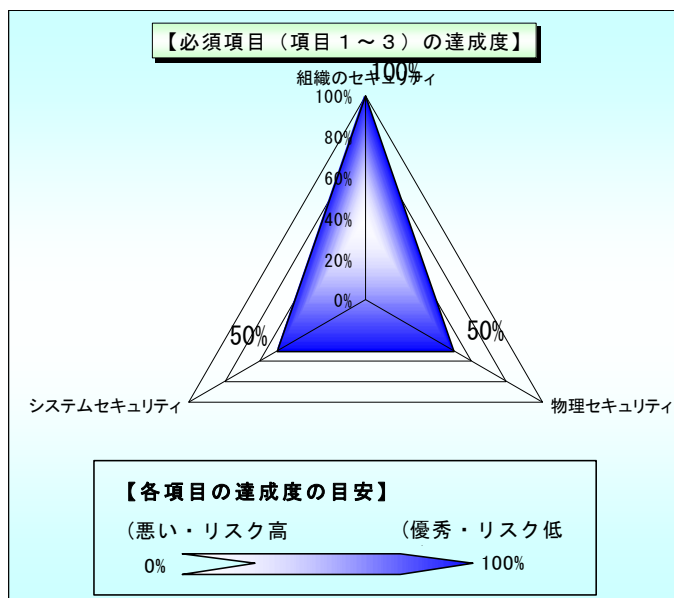 【必須項目（項目１～３）の達成度】
組織のセキュリティ
100%
100%
80%
60%
40%
20%
0%
50%
50%
システムセキュリティ
物理セキュリティ
【各項目の達成度の目安】
(悪い・リスク高
(優秀・リスク低
0%
100%